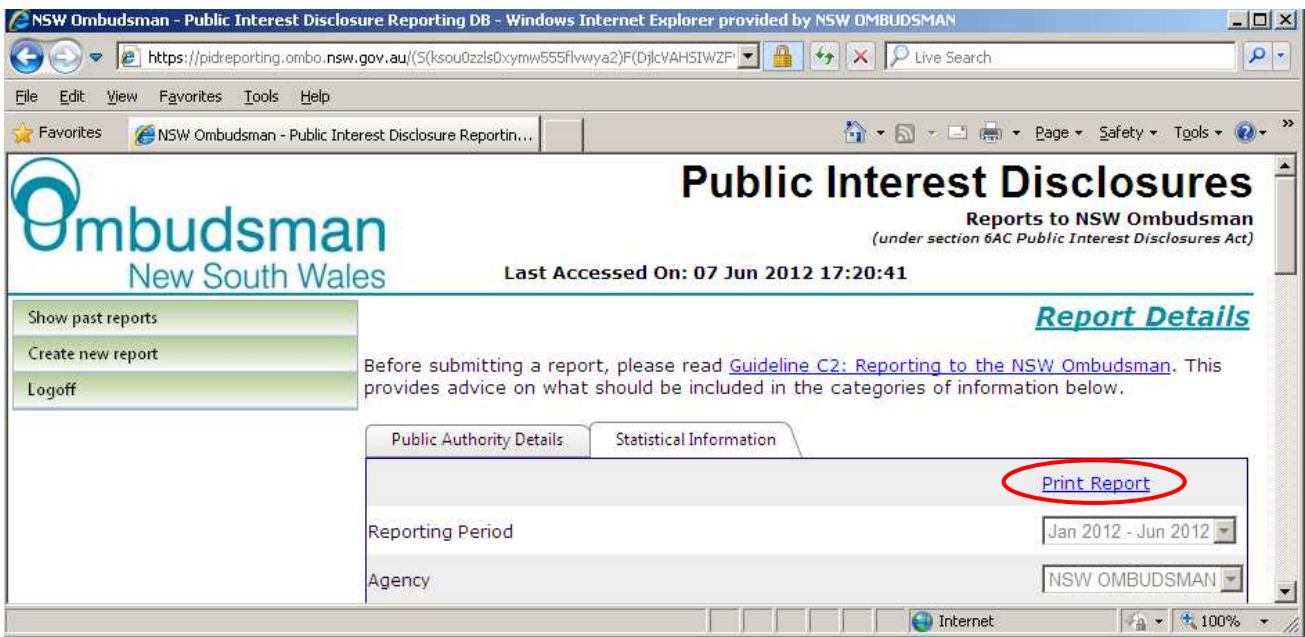 NSW Ombudsman - Public Interest Disclosure Reporting DB - Windows Internet Explorer provided by NSW OMBUDSMAN
https://pidreporting.ombo.nsw.gov.au/(S(ksou0zzls0xymw555flvwya2)F(DjlcVAHSIWZF
Live Search
File Edit View Favorites Tools Help
Favorites NSW Ombudsman - Public Interest Disclosure Reportin... Page Safety Tools »
Public Interest Disclosures
Reports to NSW Ombudsman
(under section 6AC Public Interest Disclosures Act)
Ombudsman
New South Wales
Last Accessed On: 07 Jun 2012 17:20:41
Show past reports
Create new report
Logoff
Report Details
Before submitting a report, please read Guideline C2: Reporting to the NSW Ombudsman. This
provides advice on what should be included in the categories of information below.
Public Authority Details Statistical Information
Print Report
Reporting Period Jan 2012 - Jun 2012
Agency NSW OMBUDSMAN
Internet 100%